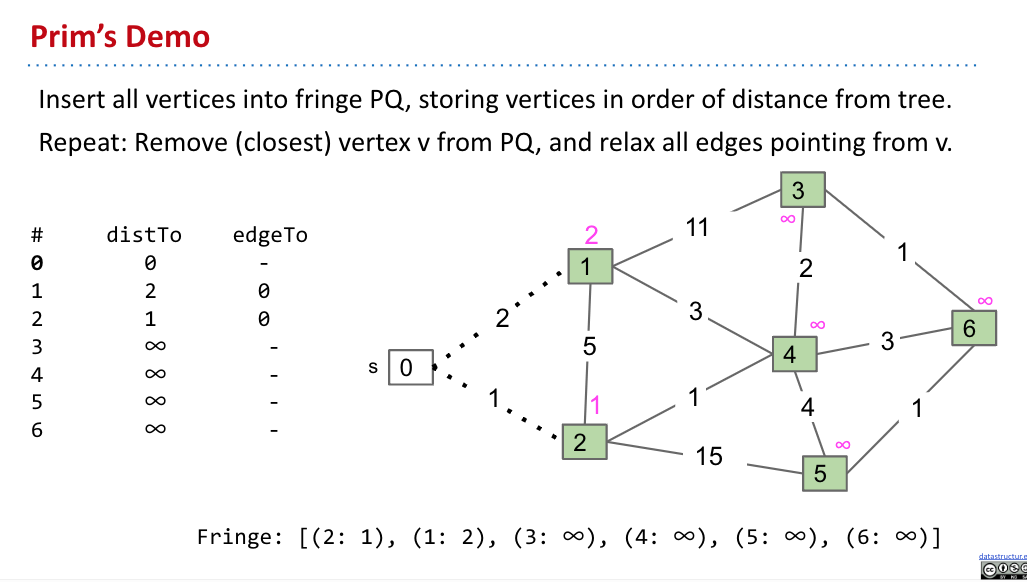 Prim's Demo
Insert all vertices into fringe PQ, storing vertices in order of distance from tree.
Repeat: Remove (closest) vertex v from PQ, and relax all edges pointing from v.
# distTo edgeTo
0 0 -
1 2 0
2 1 0
3 ∞ -
4 ∞ -
5 ∞ -
6 ∞ -
3
∞
11
2
1
1
2
∞
6
2
3
∞
5
4
3
s 0
1
1
1
4
1
2
∞
15
5
Fringe: [(2: 1), (1: 2), (3: ∞), (4: ∞), (5: ∞), (6: ∞)]
datastructur.e